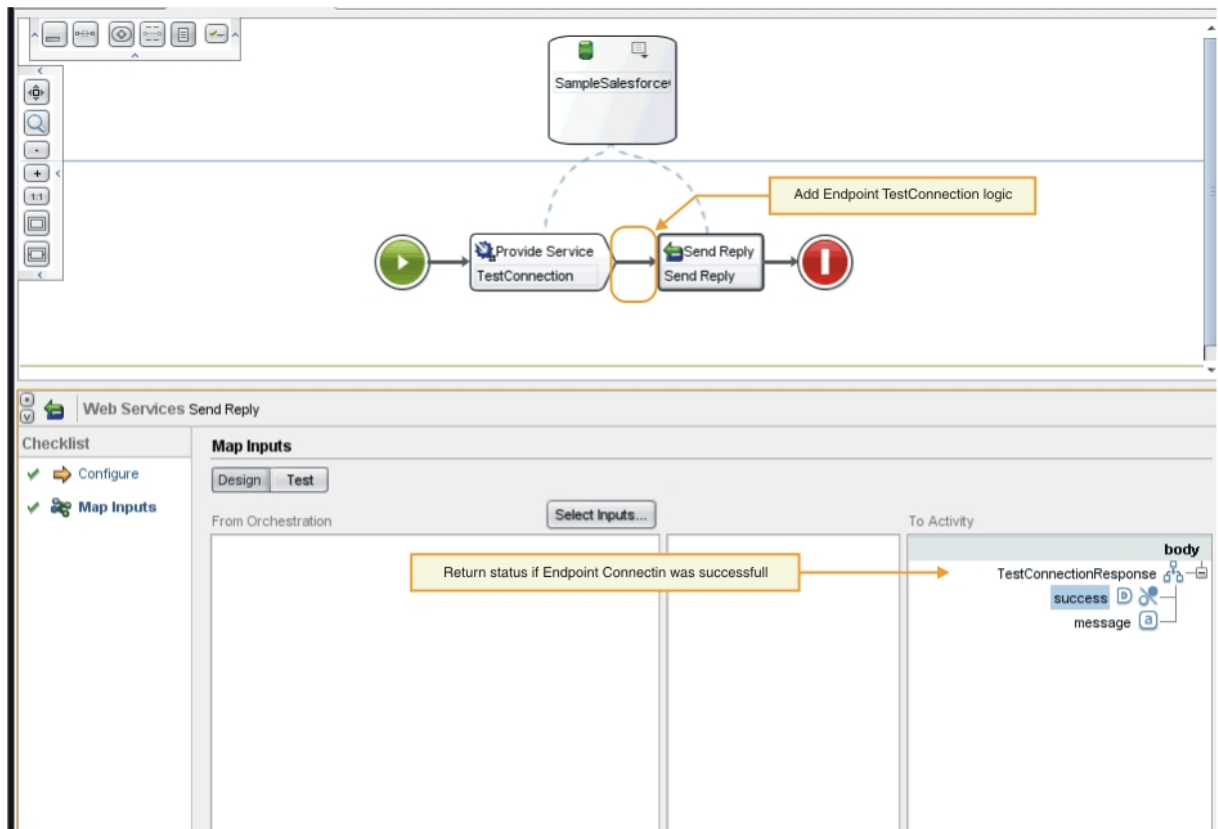 SampleSalesforce
Add Endpoint TestConnection logic
Provide Service
TestConnection
Send Reply
Send Reply
1:1
Web Services Send Reply
Checklist
Configure
Map Inputs
Map Inputs
Design
Test
From Orchestration
Select Inputs...
To Activity
body
Return status if Endpoint Connectin was successfull
TestConnectionResponse
success
D
message
a